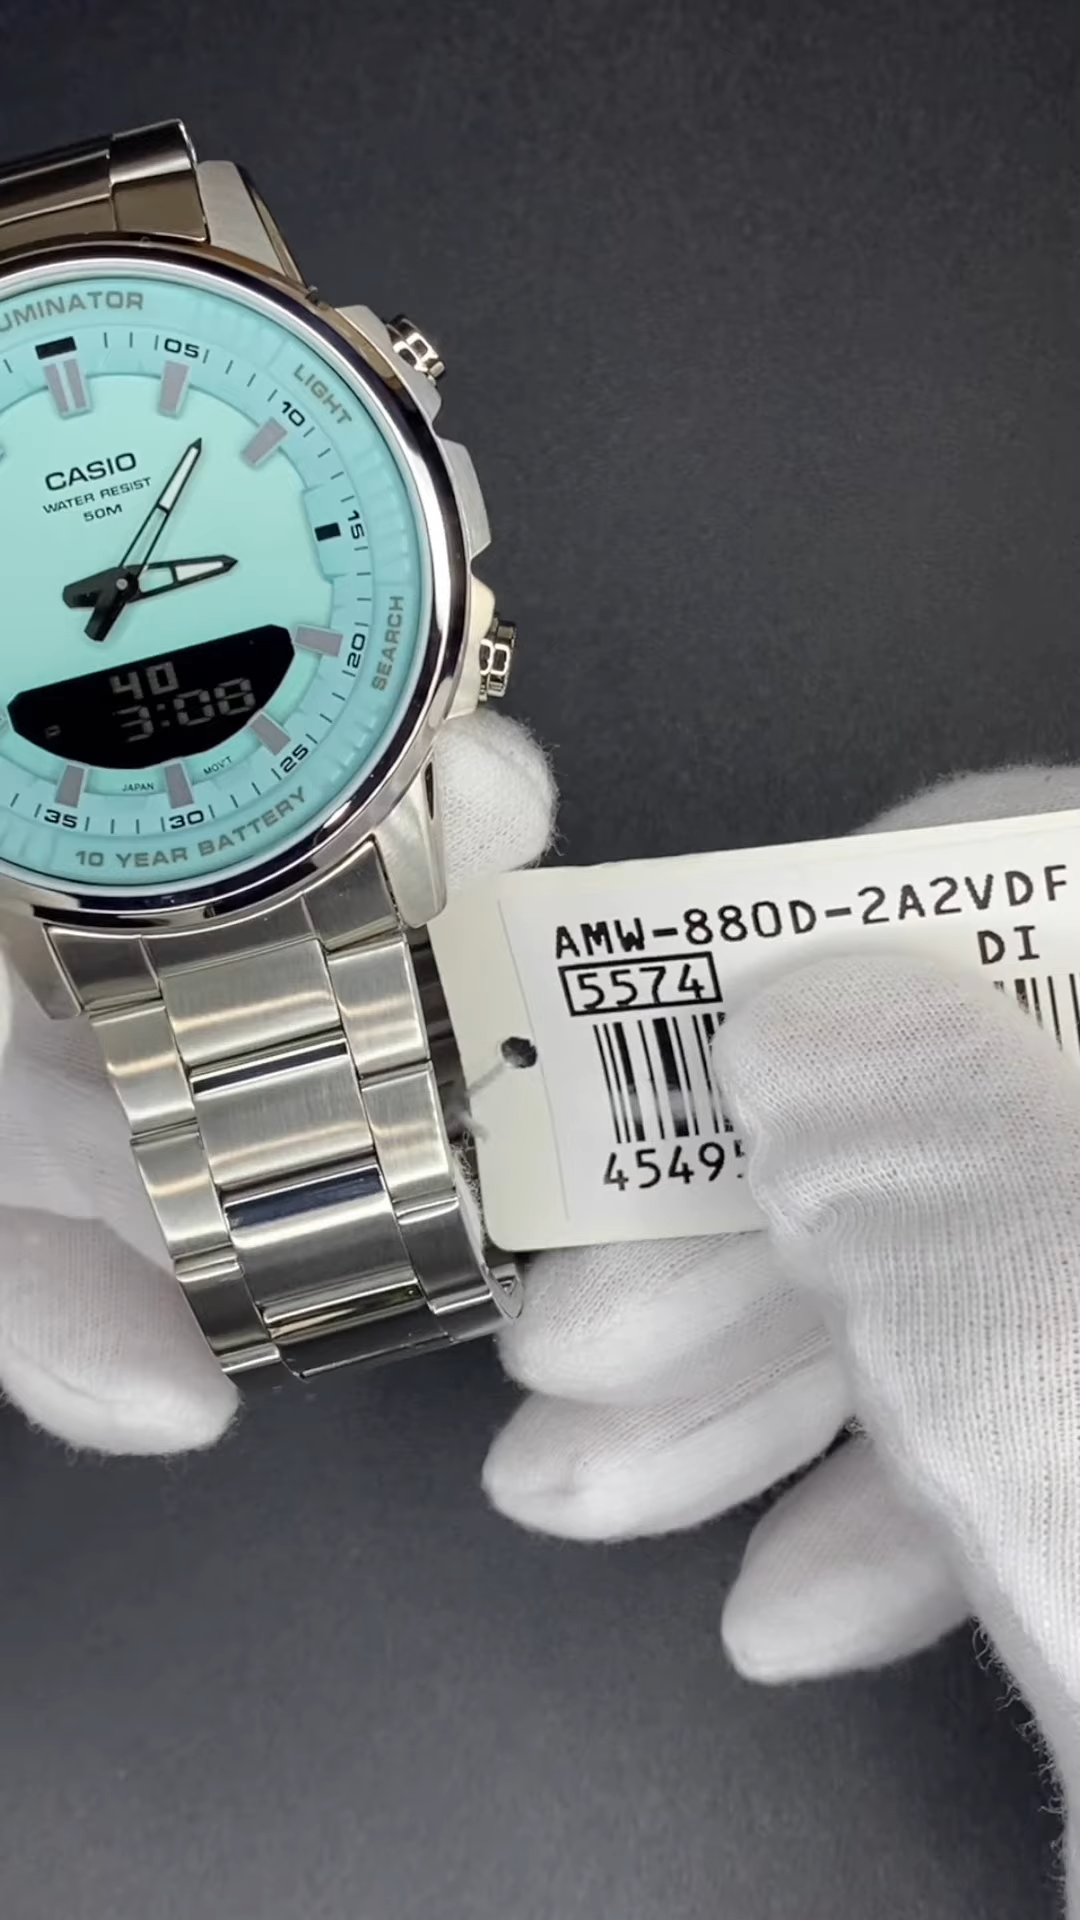 UMINATOR
LIGHT
SEARCH
10 YEAR BATTERY
05
10
15
20
25
30
35
CASIO
WATER RESIST
50M
40
P
3:08
JAPAN
MOVT
AMW-880D-2A2VDF
DI
5574
4549